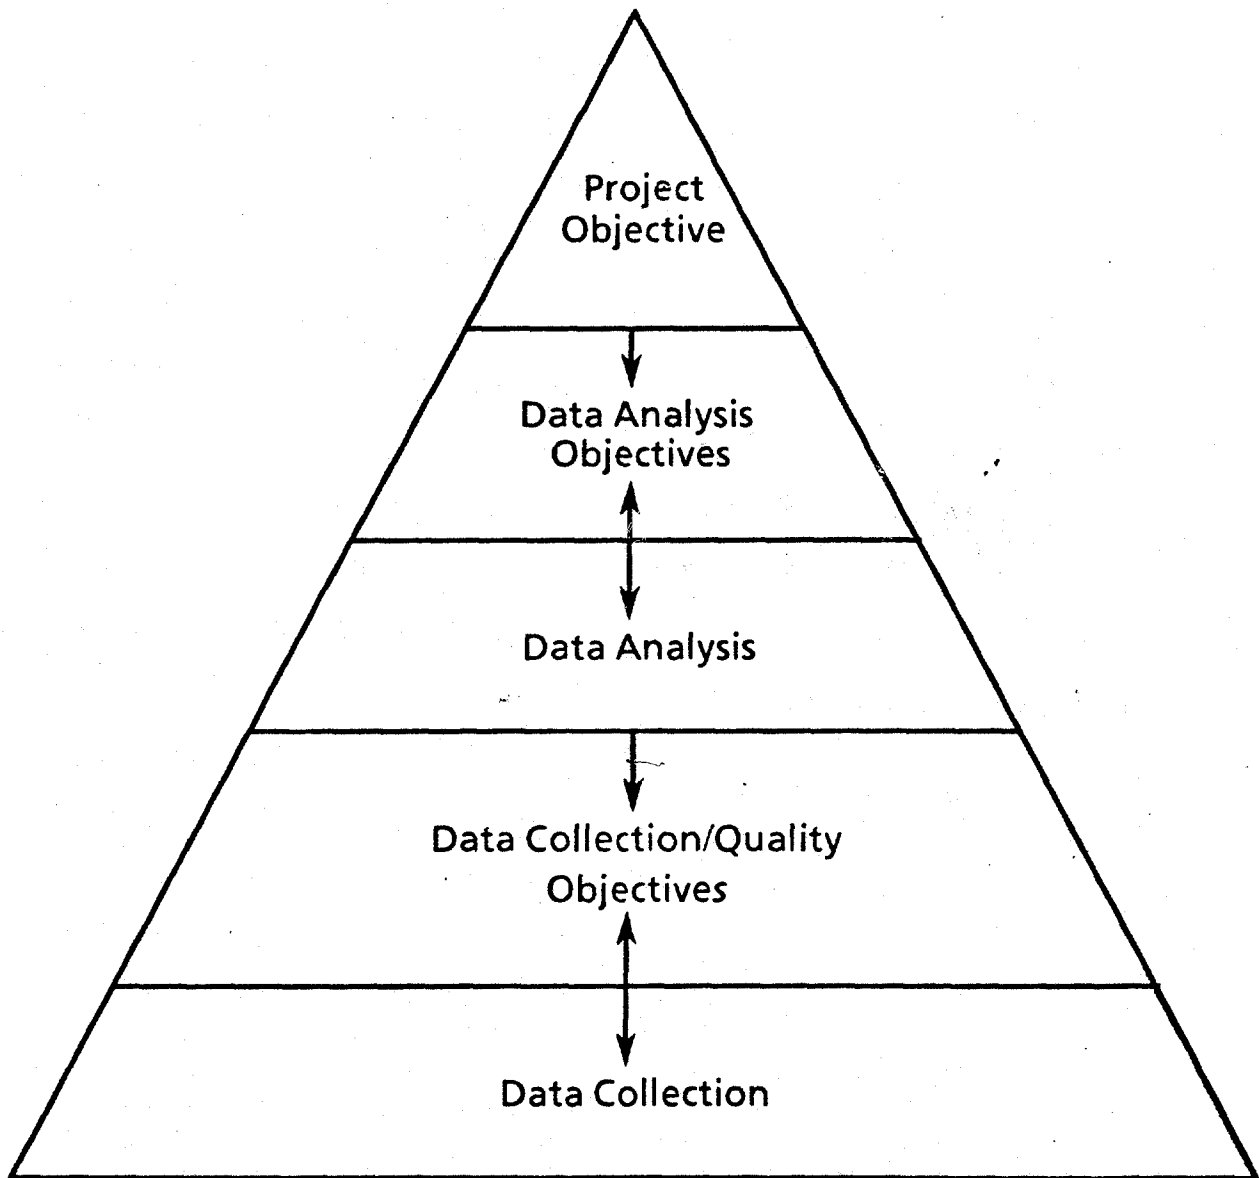 Project
Objective
Data Analysis
Objectives
Data Analysis
Data Collection/Quality
Objectives
Data Collection